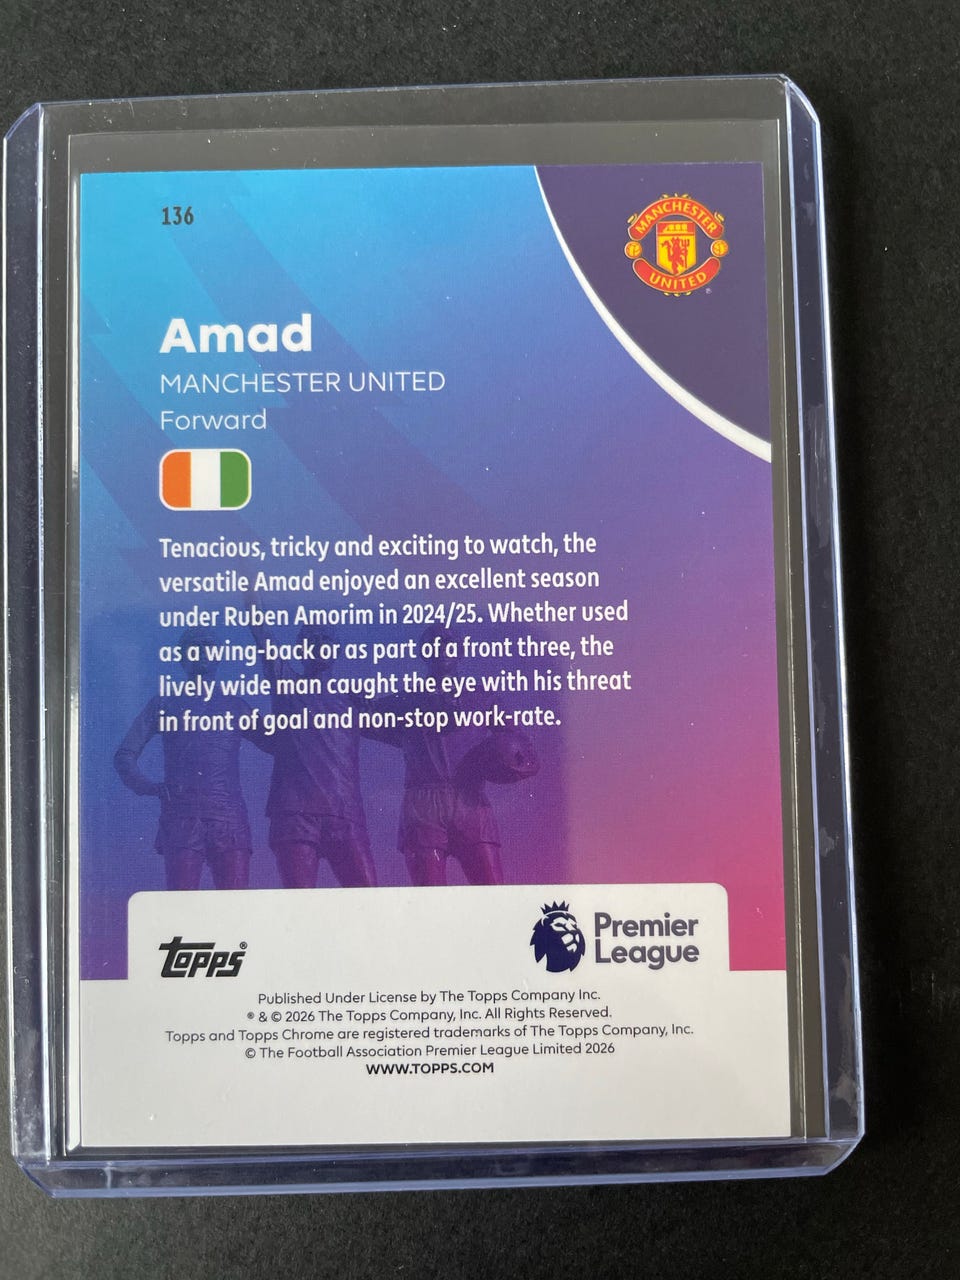 136
MANCHESTER
UNITED
®
Amad
MANCHESTER UNITED
Forward
Tenacious, tricky and exciting to watch, the
versatile Amad enjoyed an excellent season
under Ruben Amorim in 2024/25. Whether used
as a wing-back or as part of a front three, the
lively wide man caught the eye with his threat
in front of goal and non-stop work-rate.
Topps®
Premier
League
Published Under License by The Topps Company Inc.
® & © 2026 The Topps Company, Inc. All Rights Reserved.
Topps and Topps Chrome are registered trademarks of The Topps Company, Inc.
© The Football Association Premier League Limited 2026
WWW.TOPPS.COM